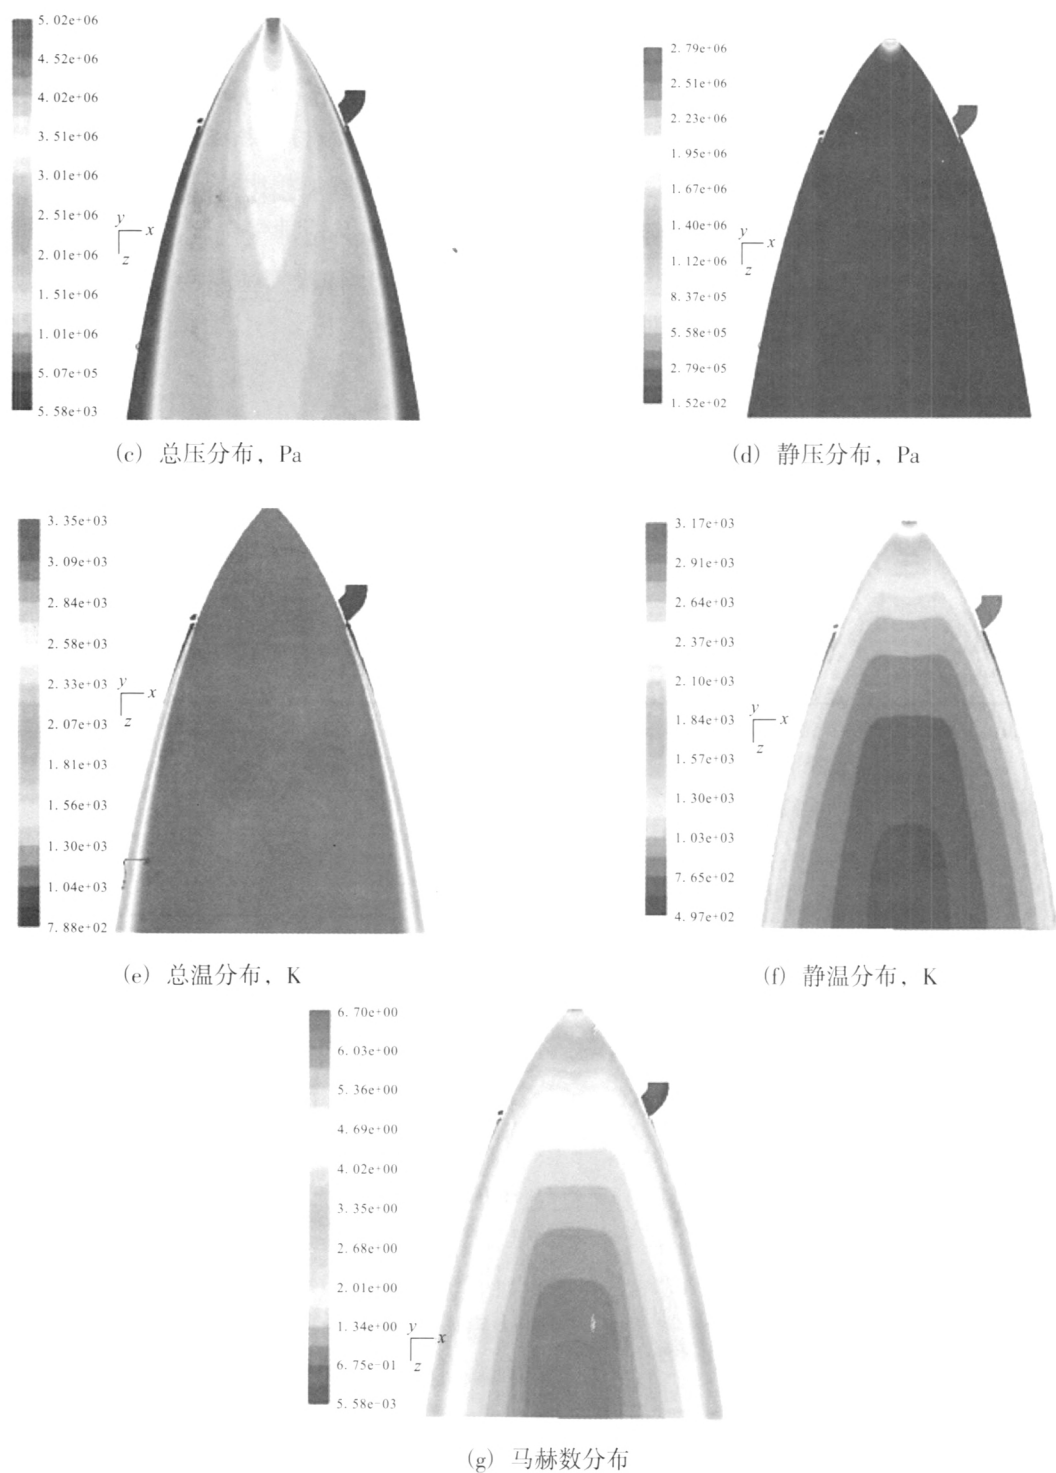 5.02e+06
4.52e+06
4.02e+06
3.51e+06
3.01e+06
2.51e+06
2.01e+06
1.51e+06
1.01e+06
5.07e+05
5.58e+03
y
x
z
(c) 总压分布，Pa
2.79e+06
2.51e+06
2.23e+06
1.95e+06
1.67e+06
1.40e+06
1.12e+06
8.37e+05
5.58e+05
2.79e+05
1.52e+02
y
x
z
(d) 静压分布，Pa
3.35e+03
3.09e+03
2.84e+03
2.58e+03
2.33e+03
2.07e+03
1.81e+03
1.56e+03
1.30e+03
1.04e+03
7.88e+02
y
x
z
(e) 总温分布，K
3.17e+03
2.91e+03
2.64e+03
2.37e+03
2.10e+03
1.84e+03
1.57e+03
1.30e+03
1.03e+03
7.65e+02
4.97e+02
y
x
z
(f) 静温分布，K
6.70e+00
6.03e+00
5.36e+00
4.69e+00
4.02e+00
3.35e+00
2.68e+00
2.01e+00
1.34e+00
6.75e-01
5.58e-03
y
x
z
(g) 马赫数分布